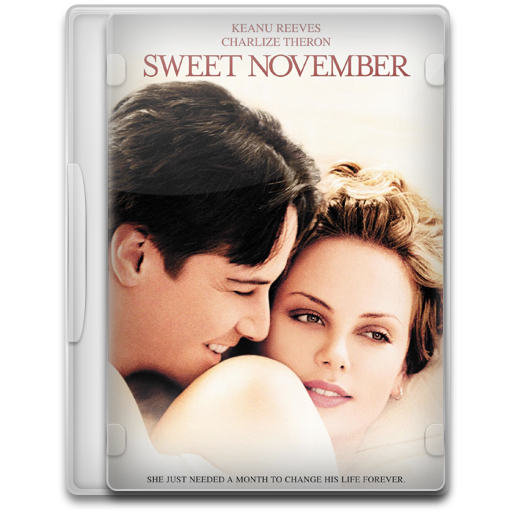 KEANU REEVES
CHARLIZE THERON
SWEET NOVEMBER
SHE JUST NEEDED A MONTH TO CHANGE HIS LIFE FOREVER.